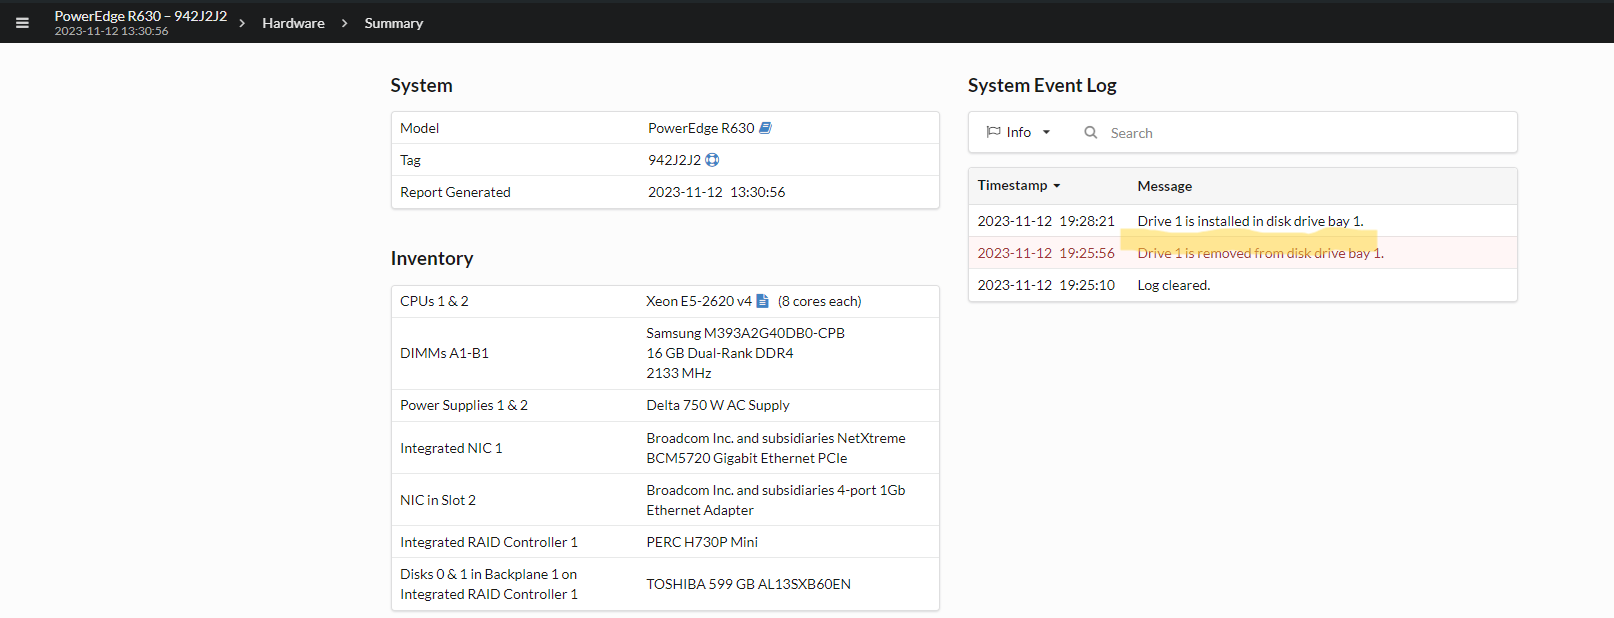 PowerEdge R630 – 942J2J2 > Hardware > Summary
2023-11-12 13:30:56
System
Model PowerEdge R630
Tag 942J2J2
Report Generated 2023-11-12 13:30:56
Inventory
CPUs 1 & 2 Xeon E5-2620 v4 (8 cores each)
DIMMs A1-B1
Samsung M393A2G40DB0-CPB
16 GB Dual-Rank DDR4
2133 MHz
Power Supplies 1 & 2 Delta 750 W AC Supply
Integrated NIC 1
Broadcom Inc. and subsidiaries NetXtreme
BCM5720 Gigabit Ethernet PCIe
NIC in Slot 2
Broadcom Inc. and subsidiaries 4-port 1Gb
Ethernet Adapter
Integrated RAID Controller 1 PERC H730P Mini
Disks 0 & 1 in Backplane 1 on
Integrated RAID Controller 1
TOSHIBA 599 GB AL13SXB60EN
System Event Log
Info Search
Timestamp Message
2023-11-12 19:28:21 Drive 1 is installed in disk drive bay 1.
2023-11-12 19:25:56 Drive 1 is removed from disk drive bay 1.
2023-11-12 19:25:10 Log cleared.